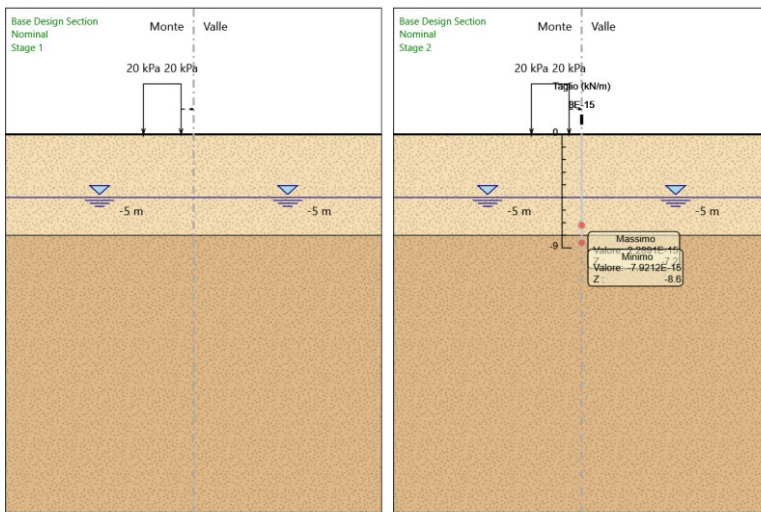 Base Design Section
Nominal
Stage 1
Monte
Valle
20 kPa
20 kPa
-5 m
-5 m
Base Design Section
Nominal
Stage 2
Monte
Valle
20 kPa
20 kPa
Taglio (kN/m)
8E-15
0
-5 m
-5 m
-9
Massimo
Minimo
Valore: -7.9212E-15
Z :
-8.6